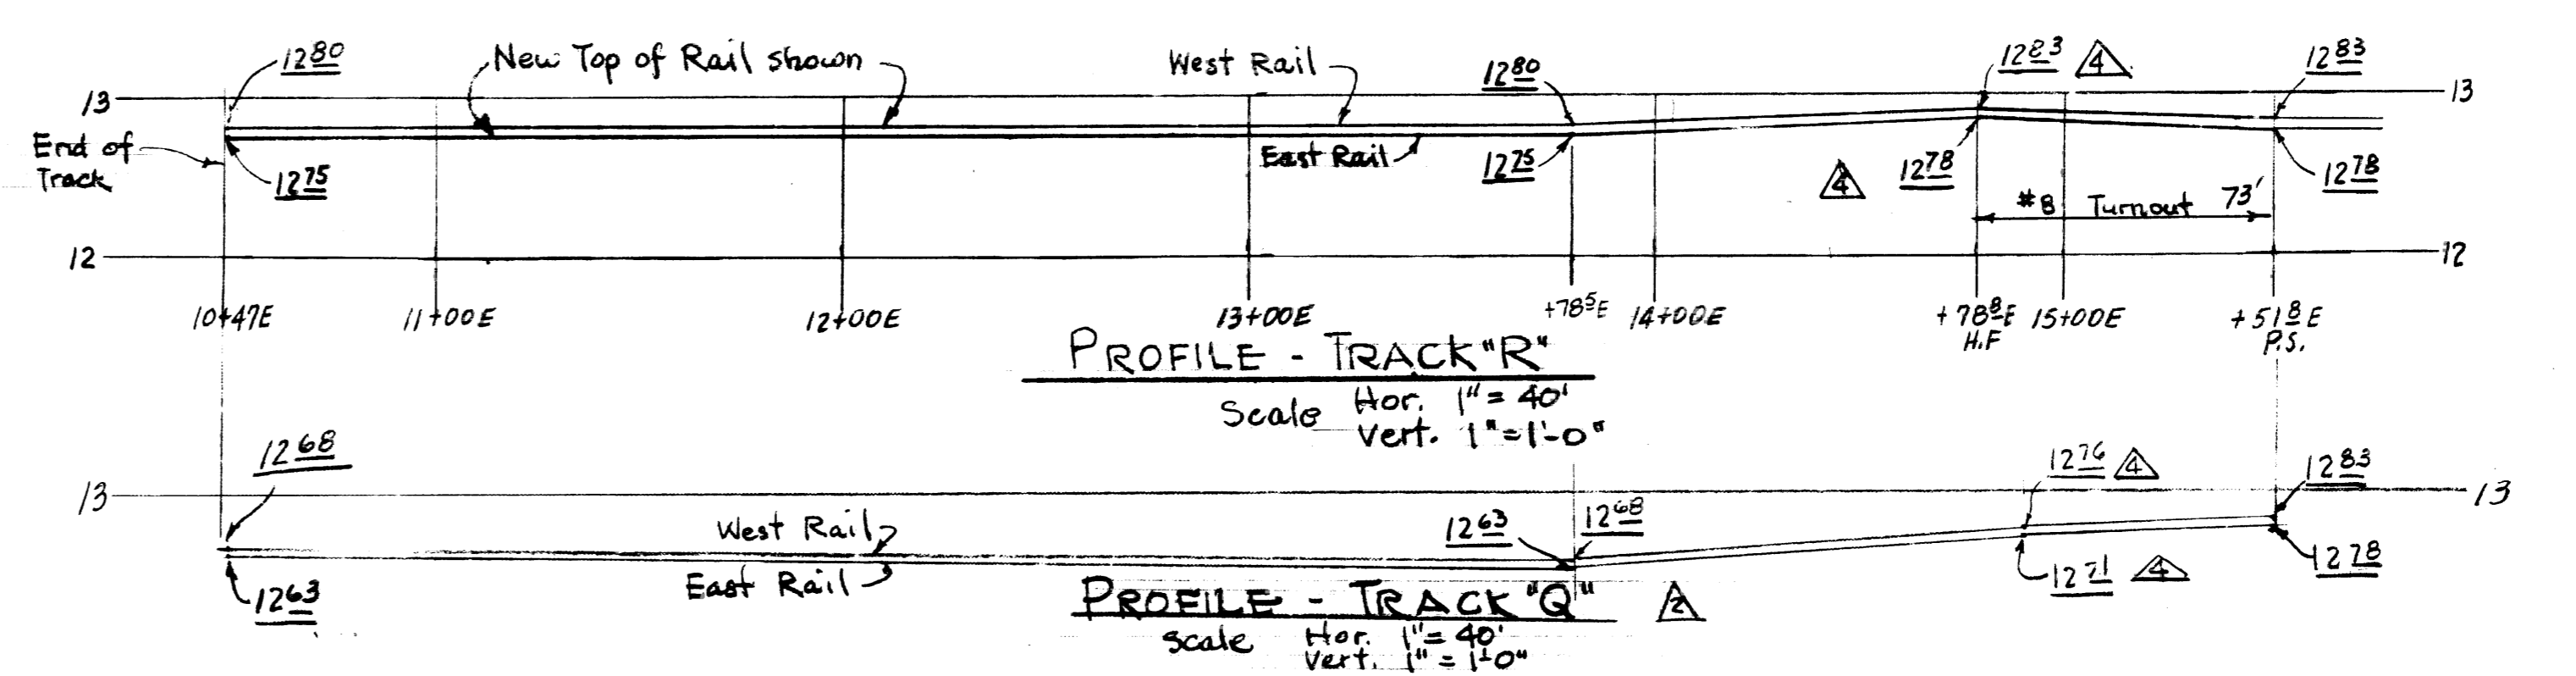 1280 New Top of Rail shown West Rail 1280 1283 4 1283
13 13
End of Track 1275 East Rail 1275 4 1278 1278
#8 Turnout 73'
12 12
10+47E 11+00E 12+00E 13+00E +785E 14+00E +788E 15+00E +518E
H.F P.S.
PROFILE - TRACK "R"
Scale Hor. 1" = 40'
Vert. 1" = 1'-0"
1268 1276 4 1283
13 13
West Rail 1263 1268
East Rail 1263 1271 4 1278
PROFILE - TRACK "Q" 2
Scale Hor. 1" = 40'
Vert. 1" = 1'-0"